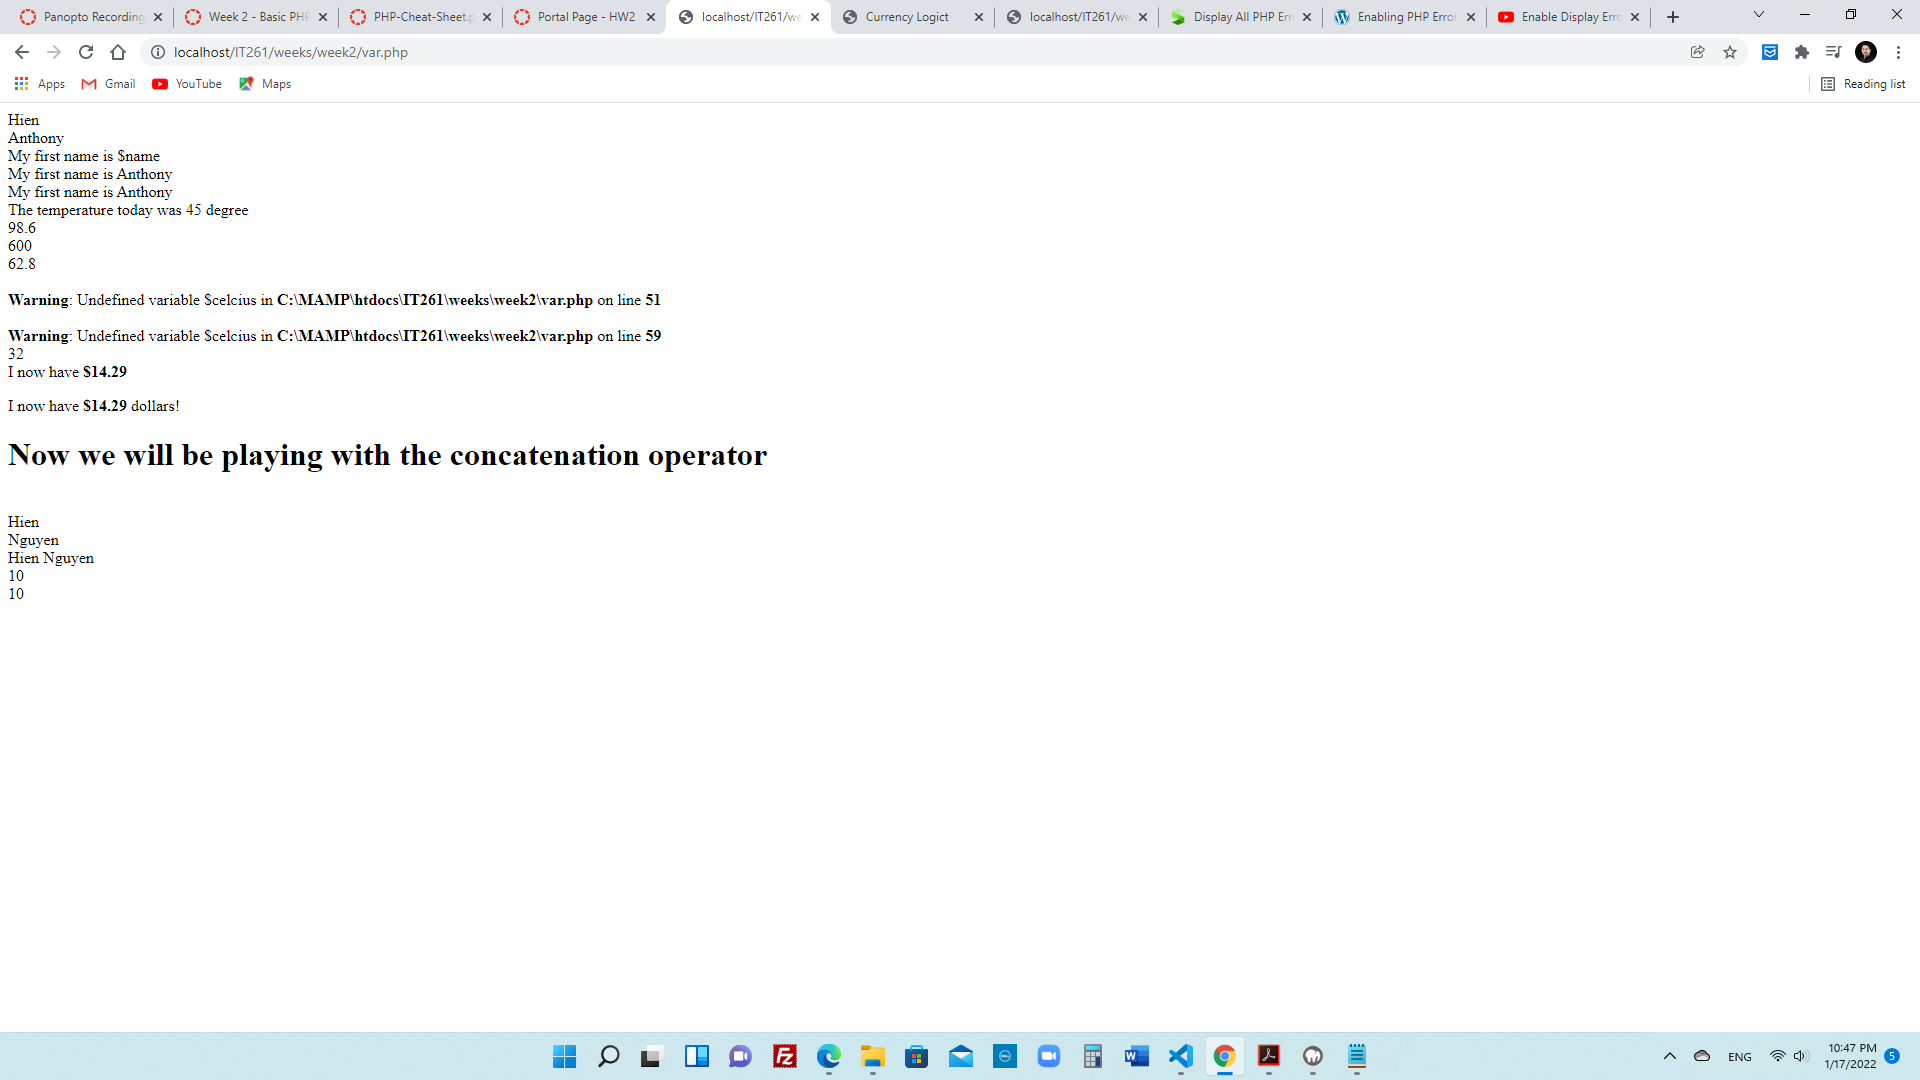 Panopto Recording
Week 2 - Basic PHP
PHP-Cheat-Sheet.p
Portal Page - HW2
localhost/IT261/we
Currency Logict
localhost/IT261/we
Display All PHP Err
Enabling PHP Error
Enable Display Erro
localhost/IT261/weeks/week2/var.php
Apps
Gmail
YouTube
Maps
Reading list
Hien
Anthony
My first name is $name
My first name is Anthony
My first name is Anthony
The temperature today was 45 degree
98.6
600
62.8
Warning: Undefined variable $celcius in C:\MAMP\htdocs\IT261\weeks\week2\var.php on line 51
Warning: Undefined variable $celcius in C:\MAMP\htdocs\IT261\weeks\week2\var.php on line 59
32
I now have $14.29
I now have $14.29 dollars!
Now we will be playing with the concatenation operator
Hien
Nguyen
Hien Nguyen
10
10
ENG
10:47 PM
1/17/2022
5